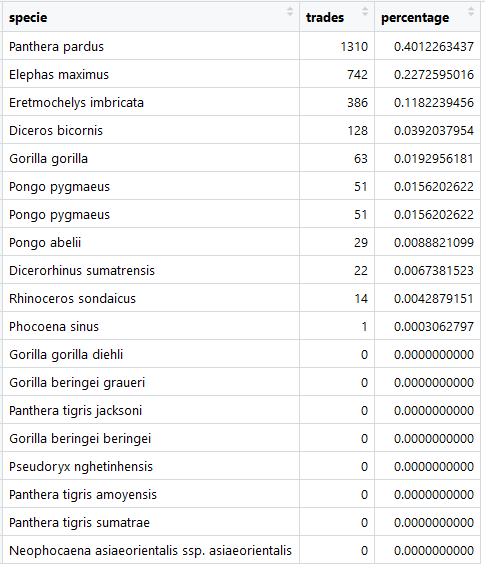 specie trades percentage
Panthera pardus 1310 0.4012263437
Elephas maximus 742 0.2272595016
Eretmochelys imbricata 386 0.1182239456
Diceros bicornis 128 0.0392037954
Gorilla gorilla 63 0.0192956181
Pongo pygmaeus 51 0.0156202622
Pongo pygmaeus 51 0.0156202622
Pongo abelii 29 0.0088821099
Dicerorhinus sumatrensis 22 0.0067381523
Rhinoceros sondaicus 14 0.0042879151
Phocoena sinus 1 0.0003062797
Gorilla gorilla diehli 0 0.0000000000
Gorilla beringei graueri 0 0.0000000000
Panthera tigris jacksoni 0 0.0000000000
Gorilla beringei beringei 0 0.0000000000
Pseudoryx nghetinhensis 0 0.0000000000
Panthera tigris amoyensis 0 0.0000000000
Panthera tigris sumatrae 0 0.0000000000
Neophocaena asiaeorientalis ssp. asiaeorientalis 0 0.0000000000